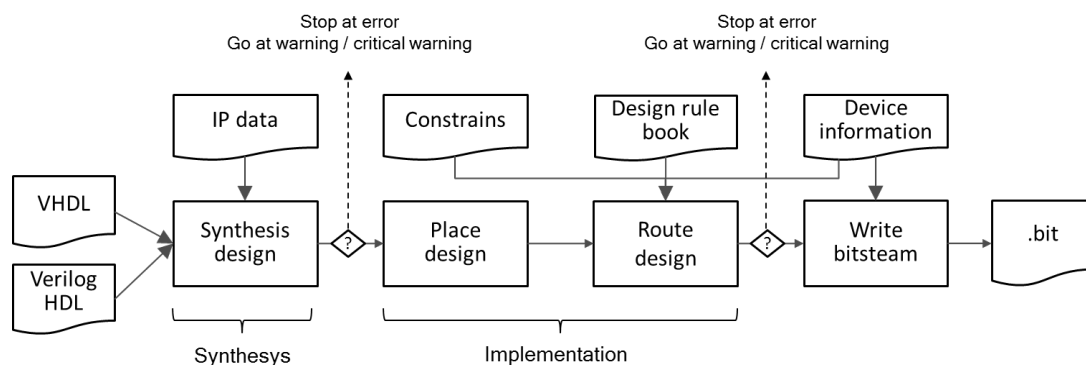 Stop at error
Go at warning / critical warning
Stop at error
Go at warning / critical warning
IP data
Constrains
Design rule
book
Device
information
VHDL
Verilog
HDL
Synthesis
design
?
Place
design
Route
design
?
Write
bitsteam
.bit
Synthesys
Implementation